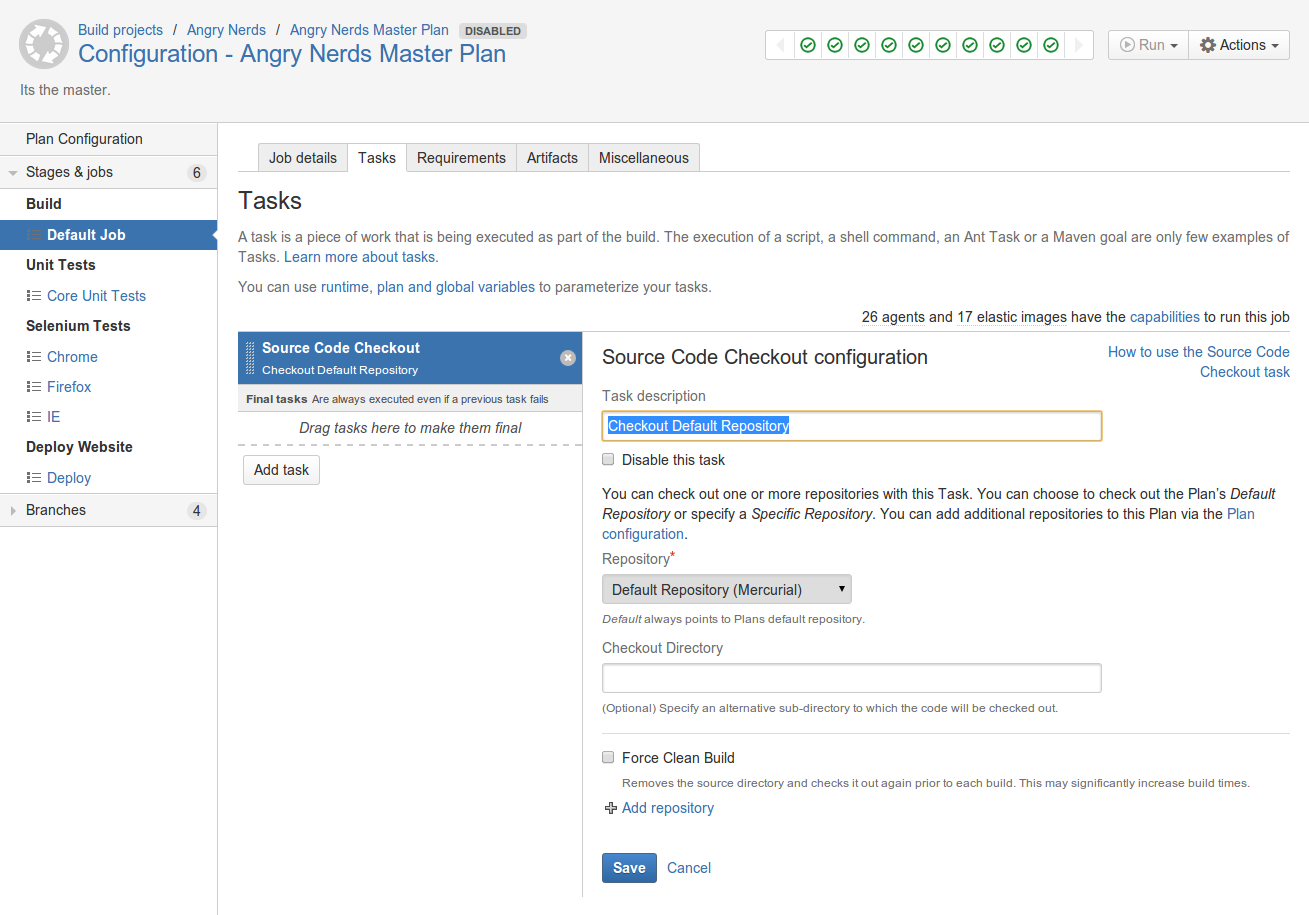 Build projects / Angry Nerds / Angry Nerds Master Plan DISABLED
Configuration - Angry Nerds Master Plan
Run
Actions
Its the master.
Plan Configuration
Stages & jobs 6
Build
Default Job
Unit Tests
Core Unit Tests
Selenium Tests
Chrome
Firefox
IE
Deploy Website
Deploy
Branches 4
Job details Tasks Requirements Artifacts Miscellaneous
Tasks
A task is a piece of work that is being executed as part of the build. The execution of a script, a shell command, an Ant Task or a Maven goal are only few examples of
Tasks. Learn more about tasks.
You can use runtime, plan and global variables to parameterize your tasks.
26 agents and 17 elastic images have the capabilities to run this job
Source Code Checkout
Checkout Default Repository
Final tasks Are always executed even if a previous task fails
Drag tasks here to make them final
Add task
Source Code Checkout configuration
How to use the Source Code
Checkout task
Task description
Checkout Default Repository
Disable this task
You can check out one or more repositories with this Task. You can choose to check out the Plan's Default
Repository or specify a Specific Repository. You can add additional repositories to this Plan via the Plan
configuration.
Repository*
Default Repository (Mercurial)
Default always points to Plans default repository.
Checkout Directory
(Optional) Specify an alternative sub-directory to which the code will be checked out.
Force Clean Build
Removes the source directory and checks it out again prior to each build. This may significantly increase build times.
Add repository
Save Cancel